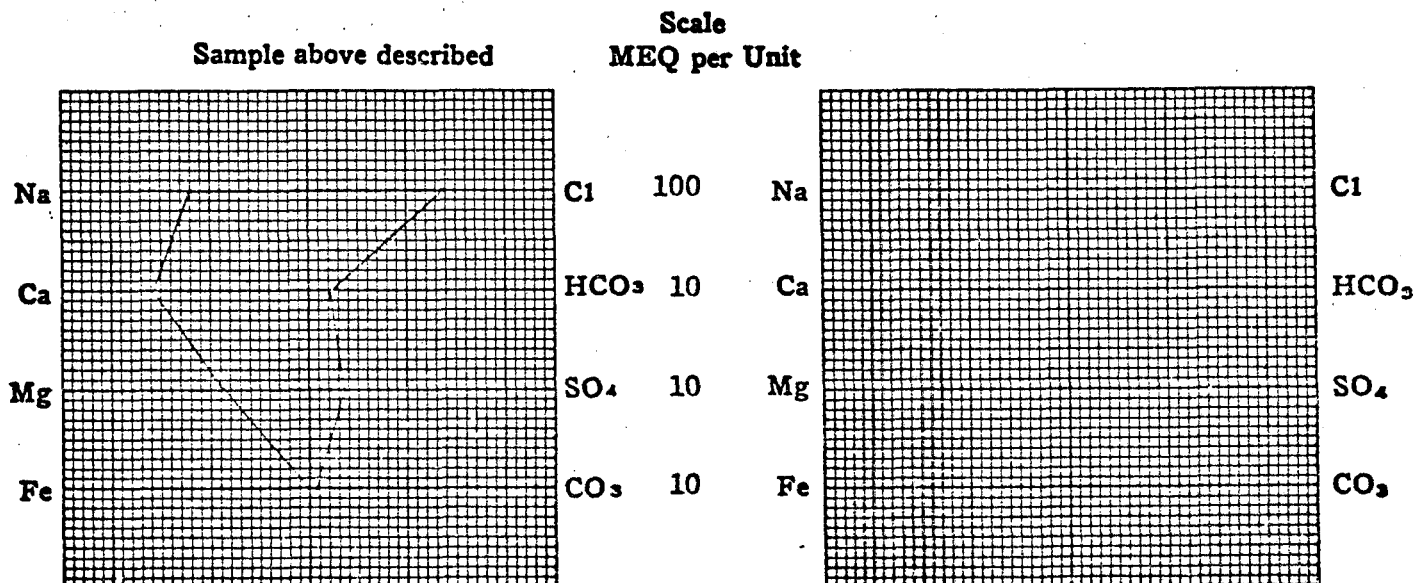 Scale
Sample above described MEQ per Unit
Na Cl 100 Na Cl
Ca HCO₃ 10 Ca HCO₃
Mg SO₄ 10 Mg SO₄
Fe CO₃ 10 Fe CO₃